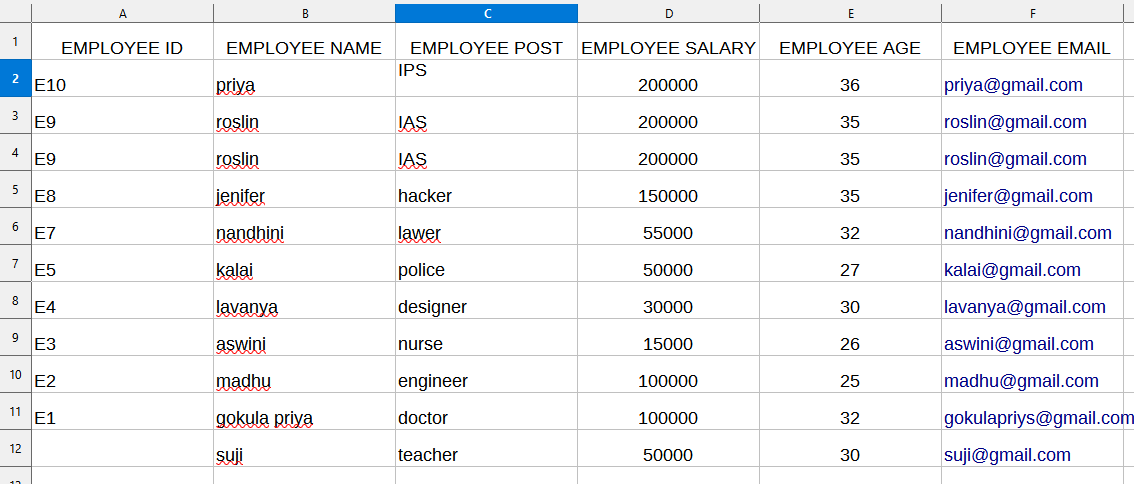 A B C D E F
1 EMPLOYEE ID EMPLOYEE NAME EMPLOYEE POST EMPLOYEE SALARY EMPLOYEE AGE EMPLOYEE EMAIL
2 E10 priya IPS 200000 36 priya@gmail.com
3 E9 roslin IAS 200000 35 roslin@gmail.com
4 E9 roslin IAS 200000 35 roslin@gmail.com
5 E8 jenifer hacker 150000 35 jenifer@gmail.com
6 E7 nandhini lawer 55000 32 nandhini@gmail.com
7 E5 kalai police 50000 27 kalai@gmail.com
8 E4 lavanya designer 30000 30 lavanya@gmail.com
9 E3 aswini nurse 15000 26 aswini@gmail.com
10 E2 madhu engineer 100000 25 madhu@gmail.com
11 E1 gokula priya doctor 100000 32 gokulapriys@gmail.com
12 suji teacher 50000 30 suji@gmail.com